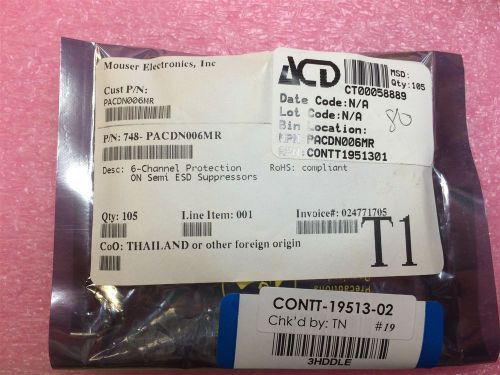 Mouser Electronics, Inc
Cust P/N:
PACDN006MR
P/N: 748- PACDN006MR
Desc: 6-Channel Protection
ON Semi ESD Suppressors
RoHS: compliant
Qty: 105
Line Item: 001
Invoice#: 024771705
CoO: THAILAND or other foreign origin
T1
ACD
MSD:
Qty:105
CT00058889
Date Code:N/A
Lot Code:N/A
80
Bin Location:
MPN:PACDN006MR
CONTT1951301
Precautions
CONTT-19513-02
Chk'd by: TN #19
3HDDLE